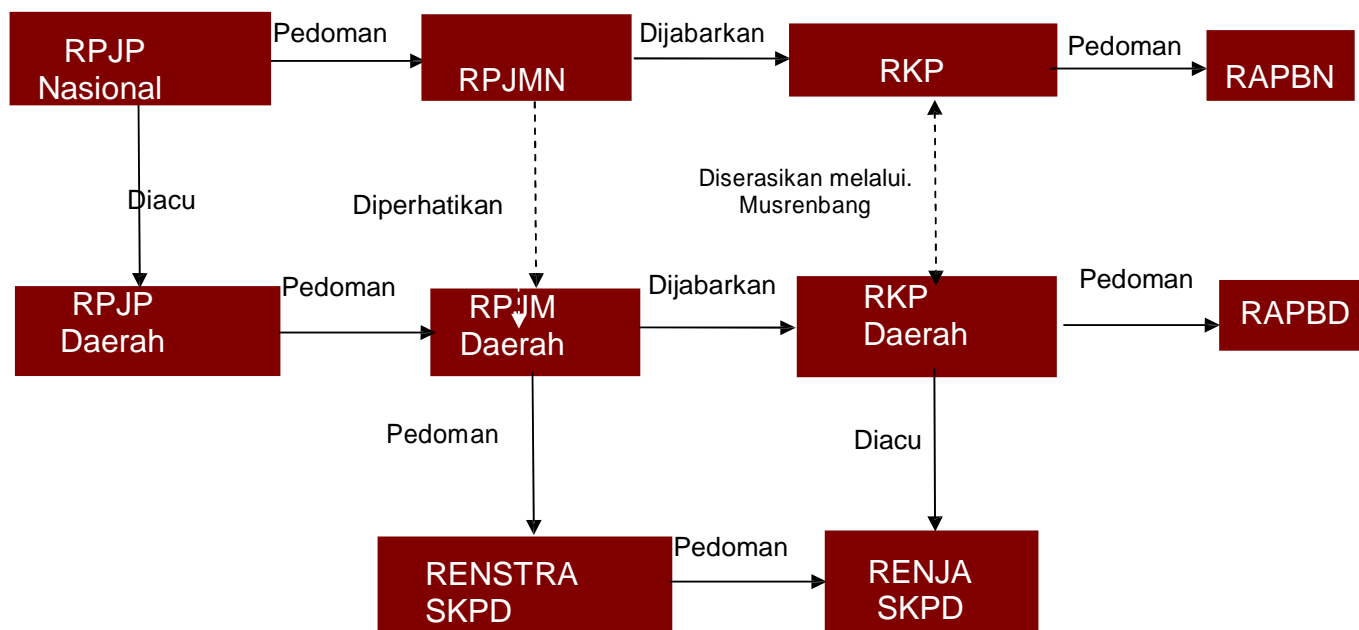 RPJP
Nasional
Pedoman
RPJMN
Dijabarkan
RKP
Pedoman
RAPBN
Diacu
Diperhatikan
Diserasikan melalui.
Musrenbang
RPJP
Daerah
Pedoman
RPJM
Daerah
Dijabarkan
RKP
Daerah
Pedoman
RAPBD
Pedoman
Diacu
RENSTRA
SKPD
Pedoman
RENJA
SKPD